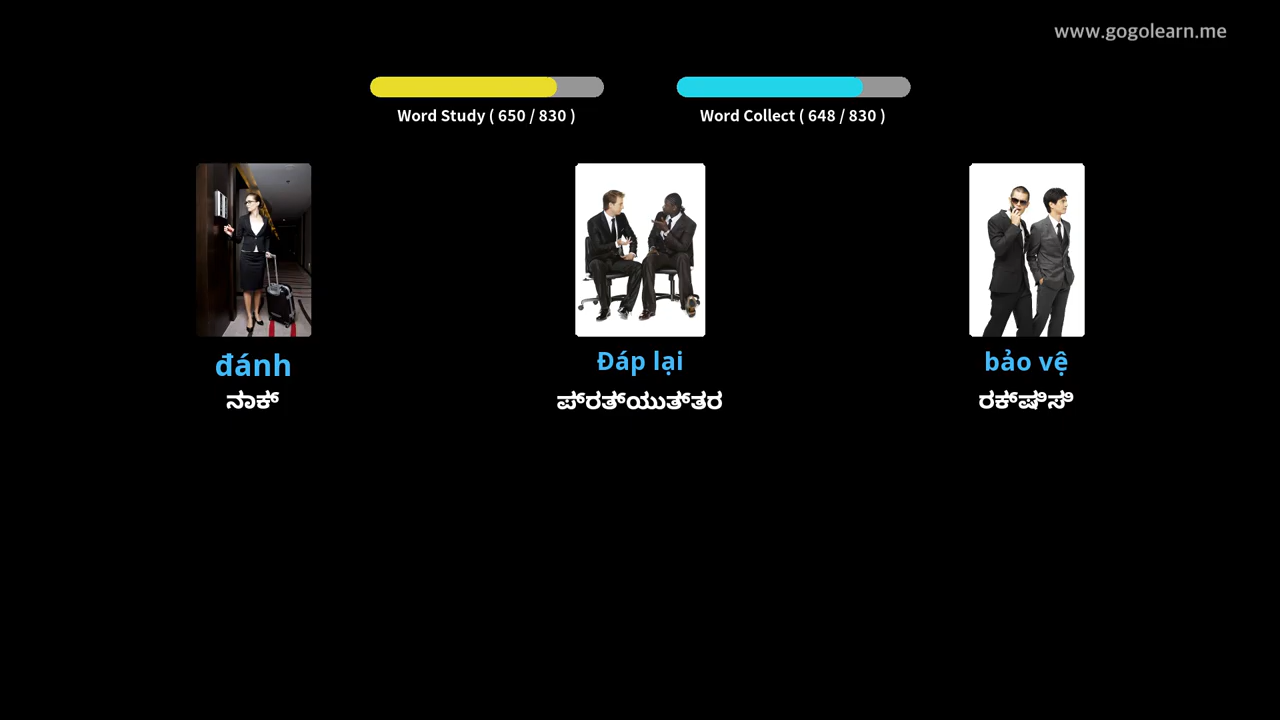 www.gogolearn.me
Word Study ( 650 / 830 )
Word Collect ( 648 / 830 )
đánh
Đáp lại
bảo vệ
ನಾಕ್
ಪ್ರತ್ಯುತ್ತರ
ರಕ್ಷಿಸಿ